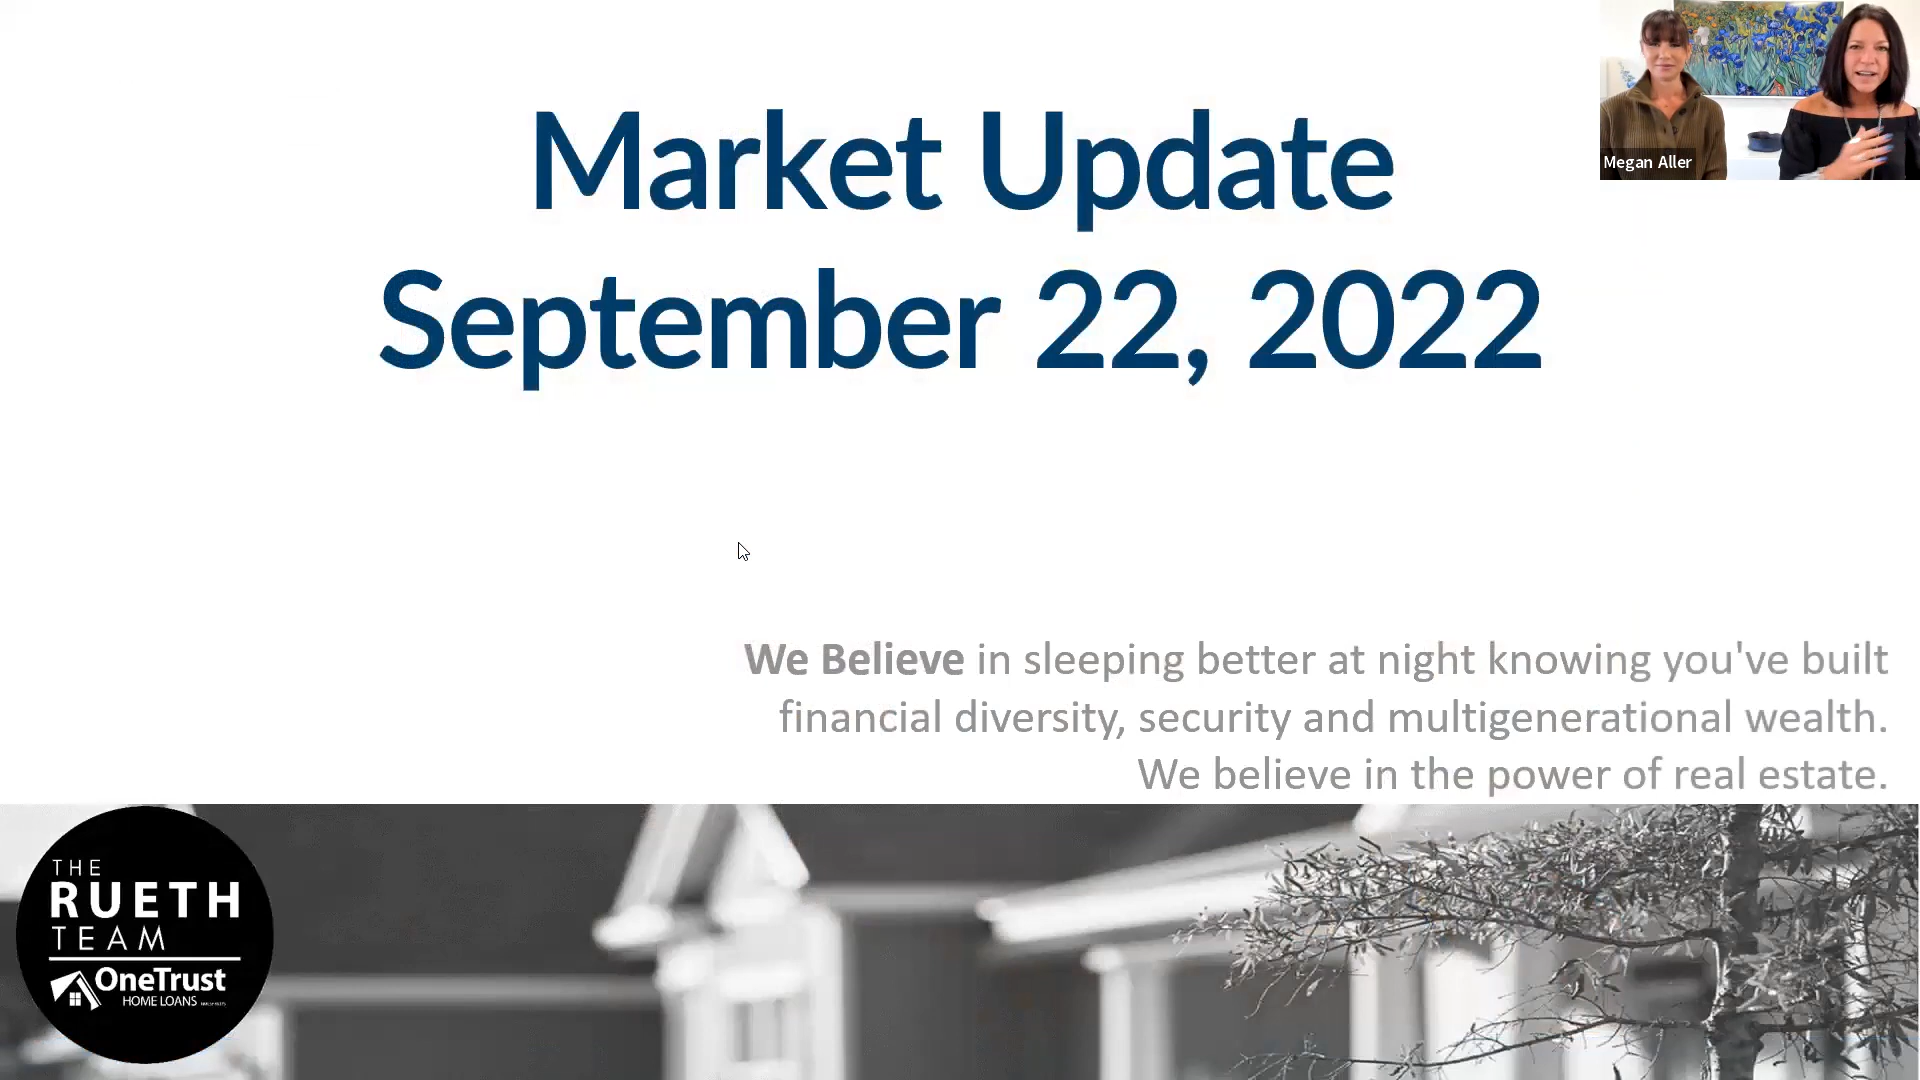 Market Update
September 22, 2022
Megan Aller
We Believe in sleeping better at night knowing you've built
financial diversity, security and multigenerational wealth.
We believe in the power of real estate.
THE
RUETH
TEAM
OneTrust
HOME LOANS